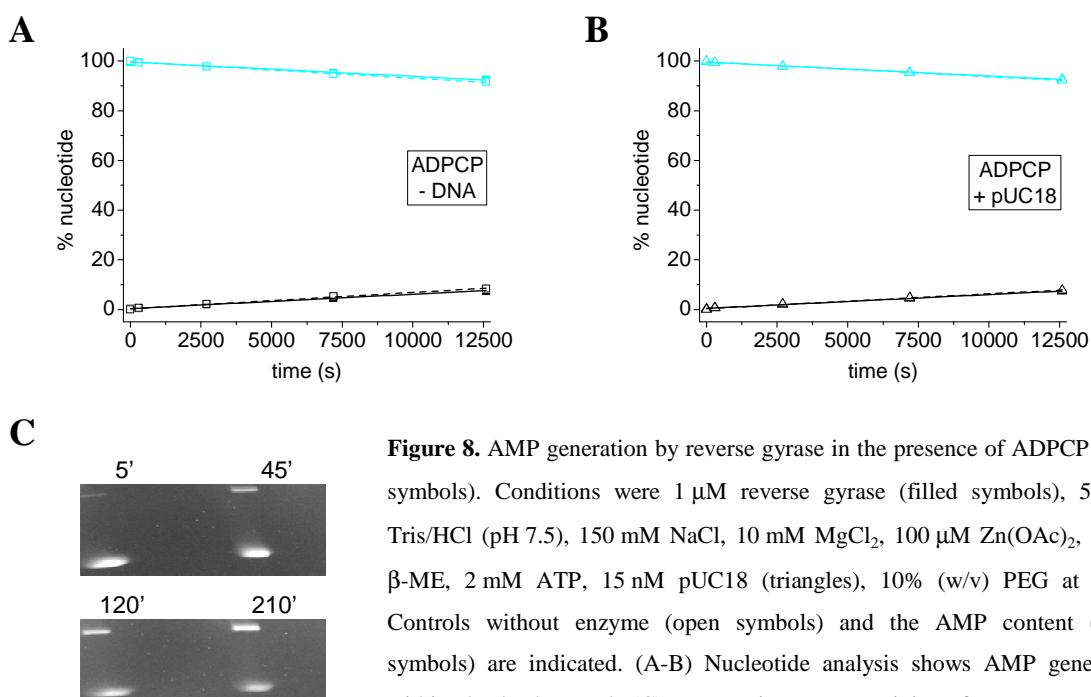 A
B
100
80
60
40
20
0
% nucleotide
ADPCP
- DNA
0 2500 5000 7500 10000 12500
time (s)
100
80
60
40
20
0
% nucleotide
ADPCP
+ pUC18
0 2500 5000 7500 10000 12500
time (s)
C
5’ 45’
120’ 210’
Figure 8. AMP generation by reverse gyrase in the presence of ADPCP
symbols). Conditions were 1 µM reverse gyrase (filled symbols), 5
Tris/HCl (pH 7.5), 150 mM NaCl, 10 mM MgCl₂, 100 µM Zn(OAc)₂,
β-ME, 2 mM ATP, 15 nM pUC18 (triangles), 10% (w/v) PEG at
Controls without enzyme (open symbols) and the AMP content
symbols) are indicated. (A-B) Nucleotide analysis shows AMP gene